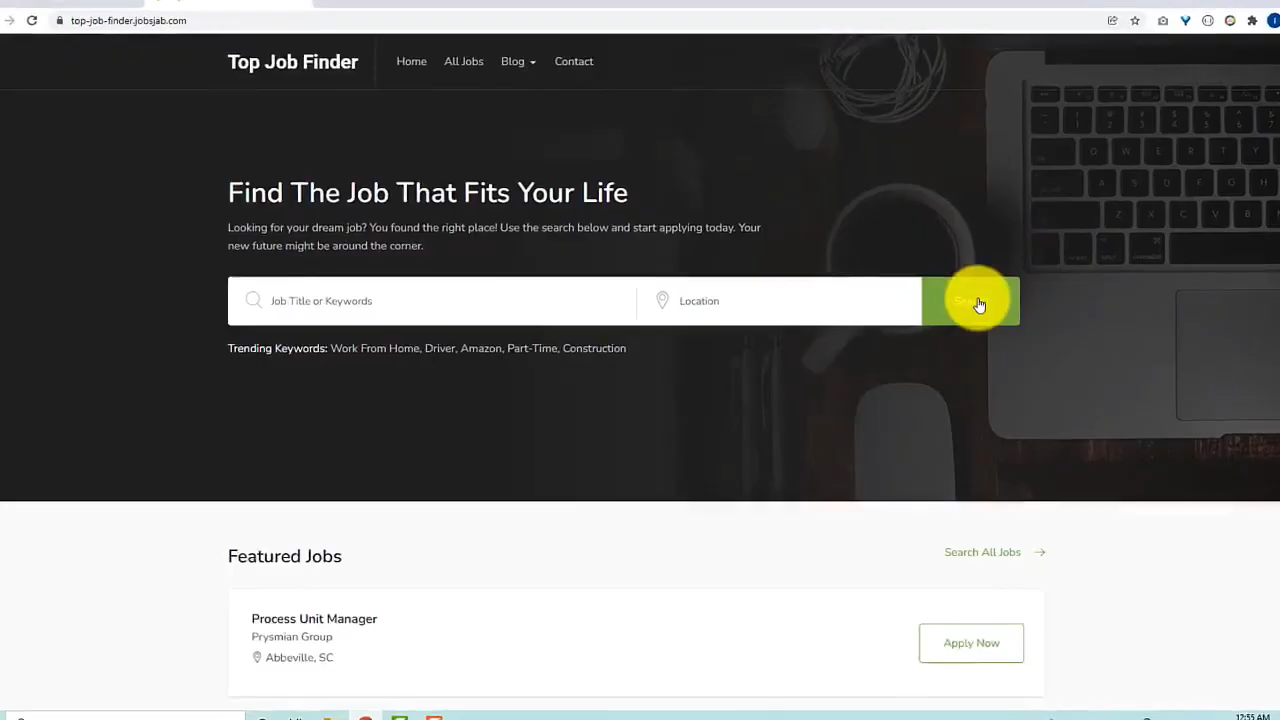 top-job-finder.jobsjab.com
Top Job Finder
Home
All Jobs
Blog
Contact
Find The Job That Fits Your Life
Looking for your dream job? You found the right place! Use the search below and start applying today. Your
new future might be around the corner.
Job Title or Keywords
Location
Trending Keywords: Work From Home, Driver, Amazon, Part-Time, Construction
Featured Jobs
Search All Jobs
Process Unit Manager
Prysmian Group
Abbeville, SC
Apply Now
12:55 AM